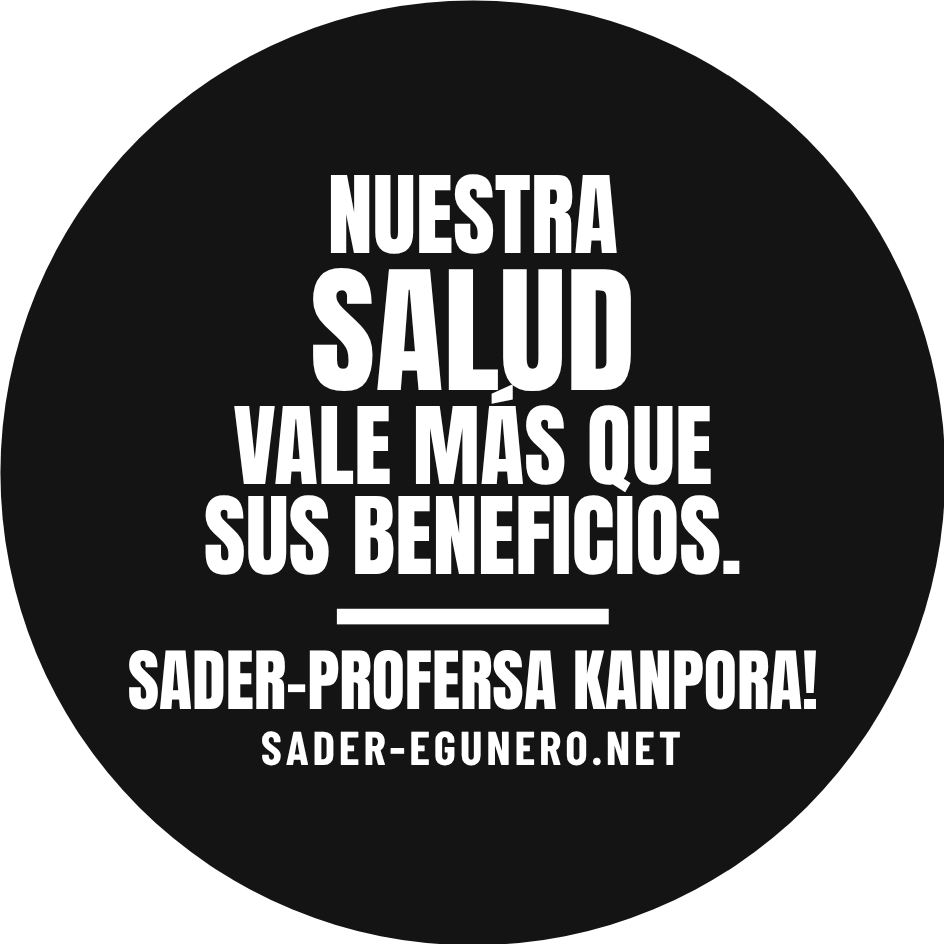 NUESTRA
SALUD
VALE MÁS QUE
SUS BENEFICIOS.
SADER-PROFERSA KANPORA!
SADER-EGUNERO.NET